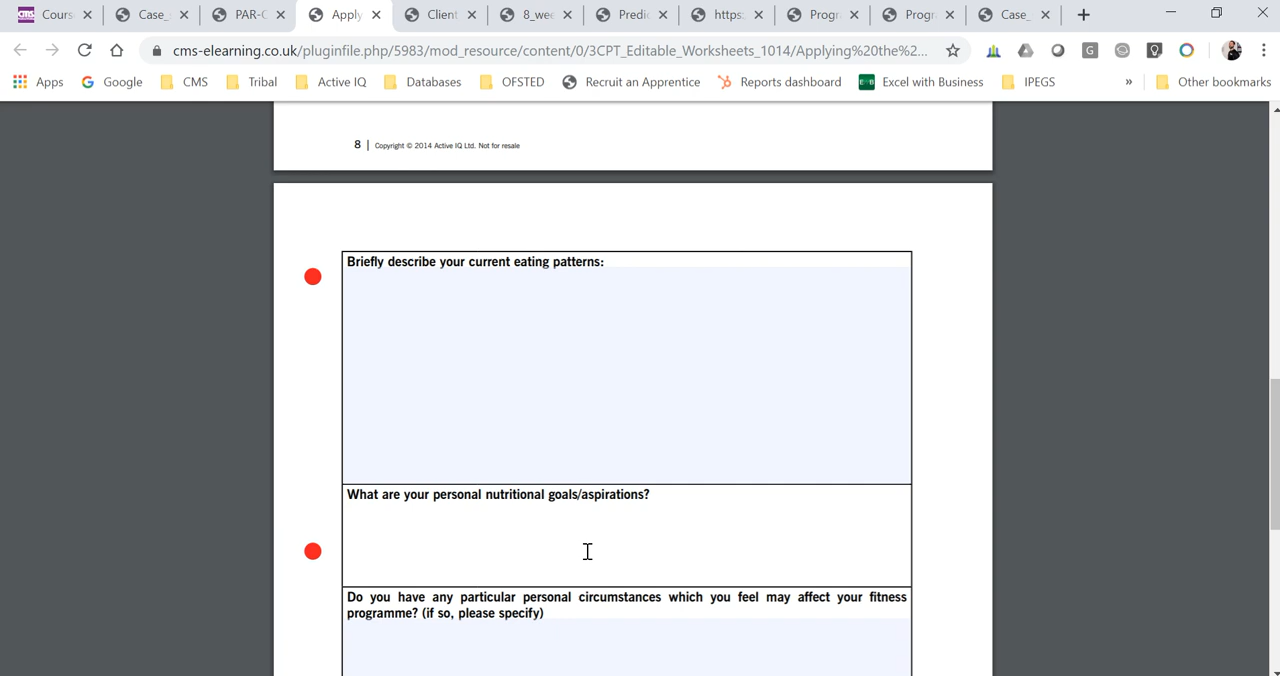 Cours
Case_
PAR-C
Apply
Client
8_wee
Predic
https:
Progr
Progr
Case_
cms-elearning.co.uk/pluginfile.php/5983/mod_resource/content/0/3CPT_Editable_Worksheets_1014/Applying%20the%2...
Apps
Google
CMS
Tribal
Active IQ
Databases
OFSTED
Recruit an Apprentice
Reports dashboard
Excel with Business
IPEGS
»
Other bookmarks
8 | Copyright © 2014 Active IQ Ltd. Not for resale
Briefly describe your current eating patterns:
What are your personal nutritional goals/aspirations?
Do you have any particular personal circumstances which you feel may affect your fitness
programme? (if so, please specify)